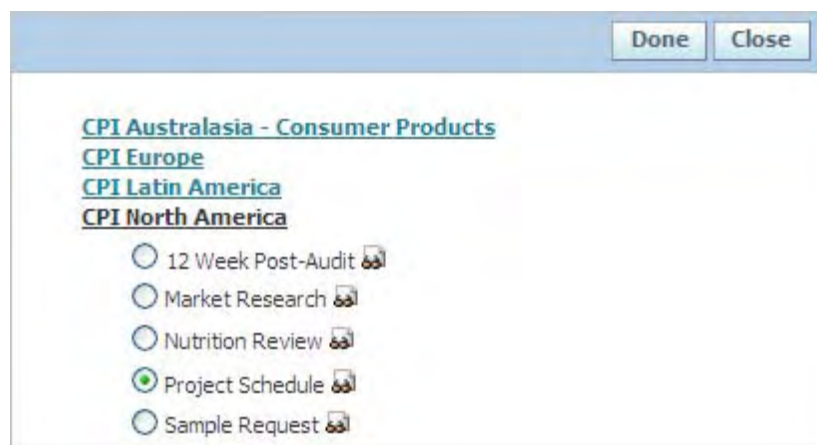 Done Close
CPI Australasia - Consumer Products
CPI Europe
CPI Latin America
CPI North America
12 Week Post-Audit
Market Research
Nutrition Review
Project Schedule
Sample Request